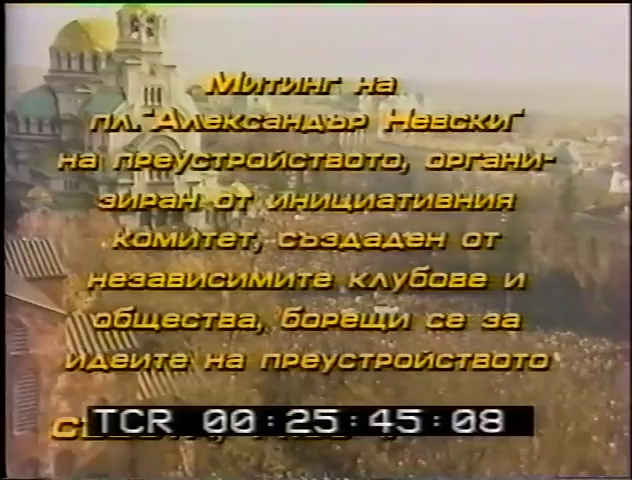 Митинг на
пл. "Александър Невски"
на преустройството, органи-
зиран от инициативния
комитет, създаден от
независимите клубове и
общества, борещи се за
идеите на преустройството
TCR 00:25:45:08